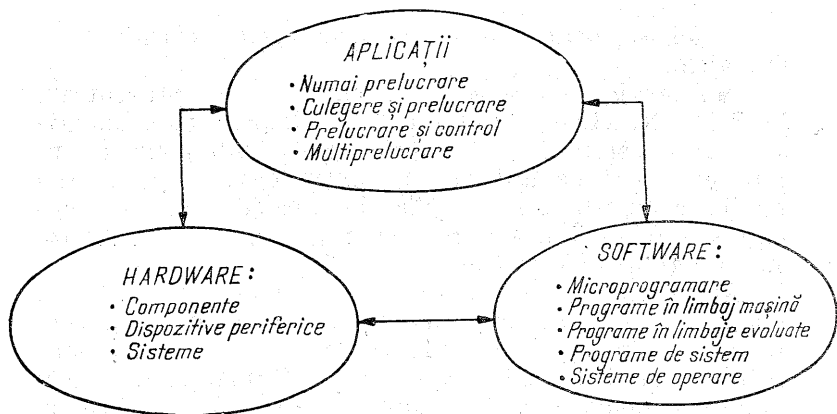 APLICAȚII
• Numai prelucrare
• Culegere și prelucrare
• Prelucrare și control
• Multiprelucrare
HARDWARE:
• Componente
• Dispozitive periferice
• Sisteme
SOFTWARE:
• Microprogramare
• Programe în limbaj mașină
• Programe în limbaje evoluate
• Programe de sistem
• Sisteme de operare